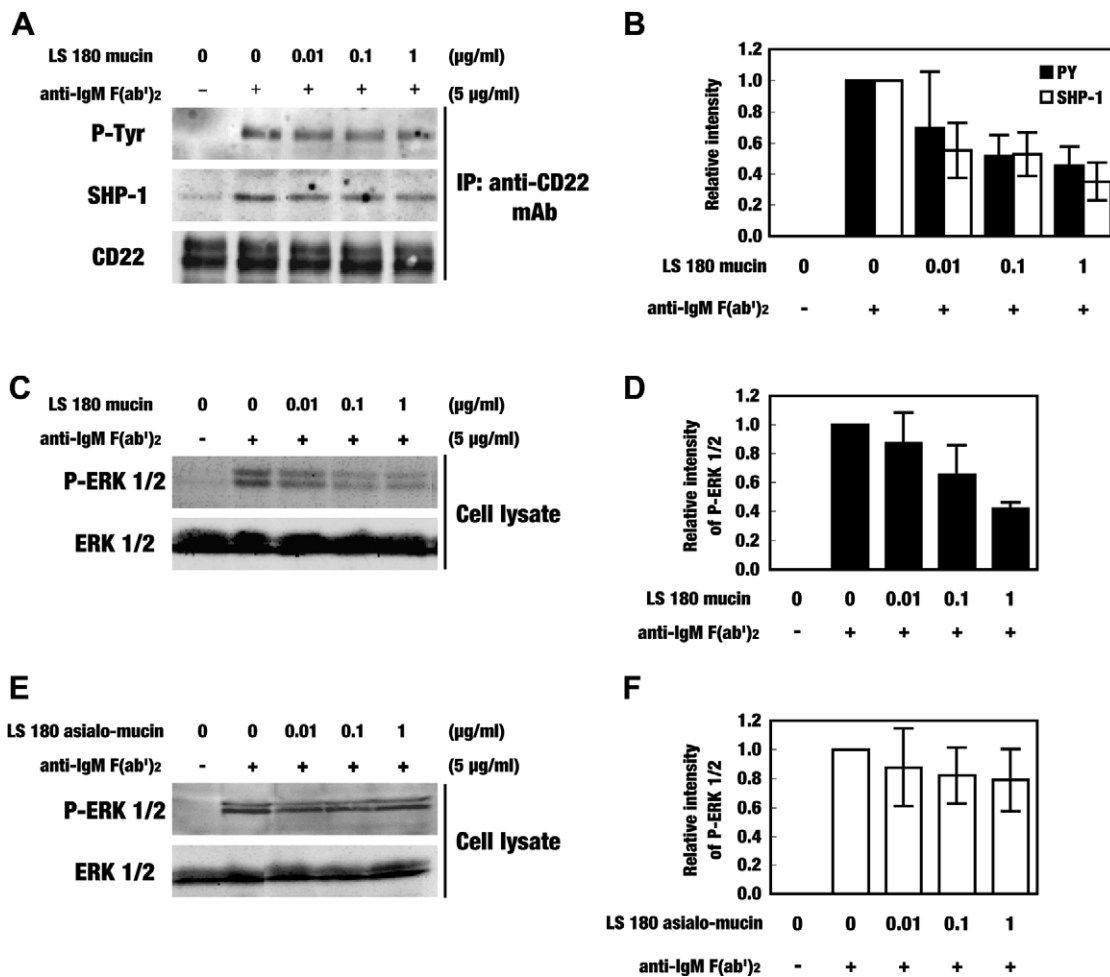 A
LS 180 mucin 0 0 0.01 0.1 1 (µg/ml)
anti-IgM F(ab')2 – + + + + (5 µg/ml)
P-Tyr
SHP-1
CD22
IP: anti-CD22
mAb
B
1.2
1.0
0.8
0.6
0.4
0.2
0.0
Relative intensity
PY
SHP-1
LS 180 mucin 0 0 0.01 0.1 1
anti-IgM F(ab')2 - + + + +
C
LS 180 mucin 0 0 0.01 0.1 1 (µg/ml)
anti-IgM F(ab')2 - + + + + (5 µg/ml)
P-ERK 1/2
ERK 1/2
Cell lysate
D
1.2
1.0
0.8
0.6
0.4
0.2
0.0
Relative intensity
of P-ERK 1/2
LS 180 mucin 0 0 0.01 0.1 1
anti-IgM F(ab')2 - + + + +
E
LS 180 asialo-mucin 0 0 0.01 0.1 1 (µg/ml)
anti-IgM F(ab')2 - + + + + (5 µg/ml)
P-ERK 1/2
ERK 1/2
Cell lysate
F
1.2
1.0
0.8
0.6
0.4
0.2
0.0
Relative intensity
of P-ERK 1/2
LS 180 asialo-mucin 0 0 0.01 0.1 1
anti-IgM F(ab')2 - + + + +